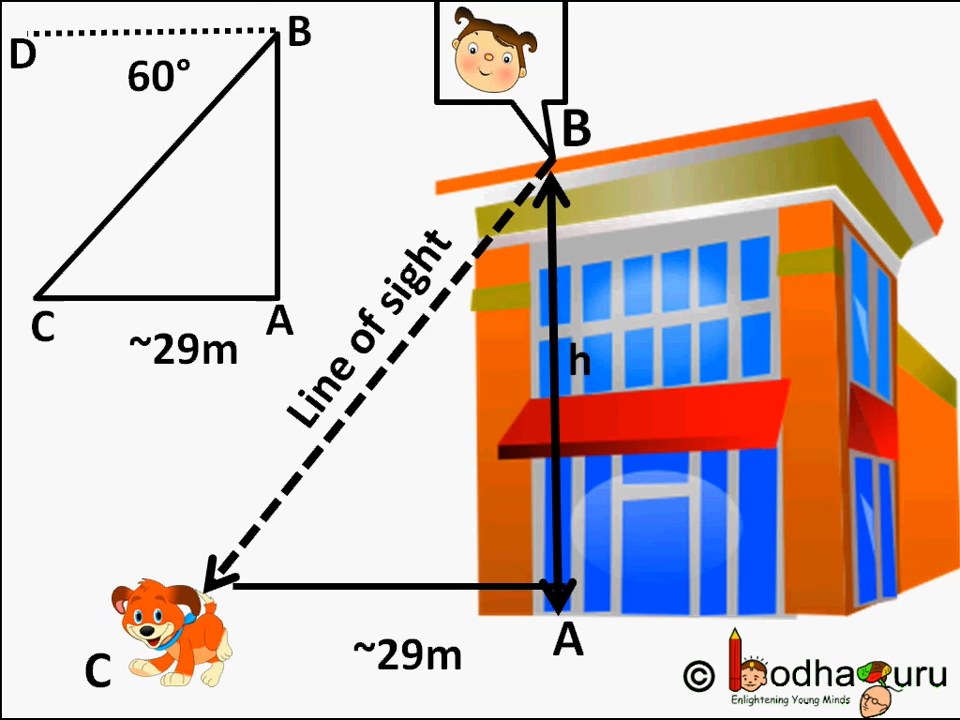 D
B
60°
C
A
~29m
B
Line of sight
h
C
~29m
A
© bodhaguru
Enlightening Young Minds